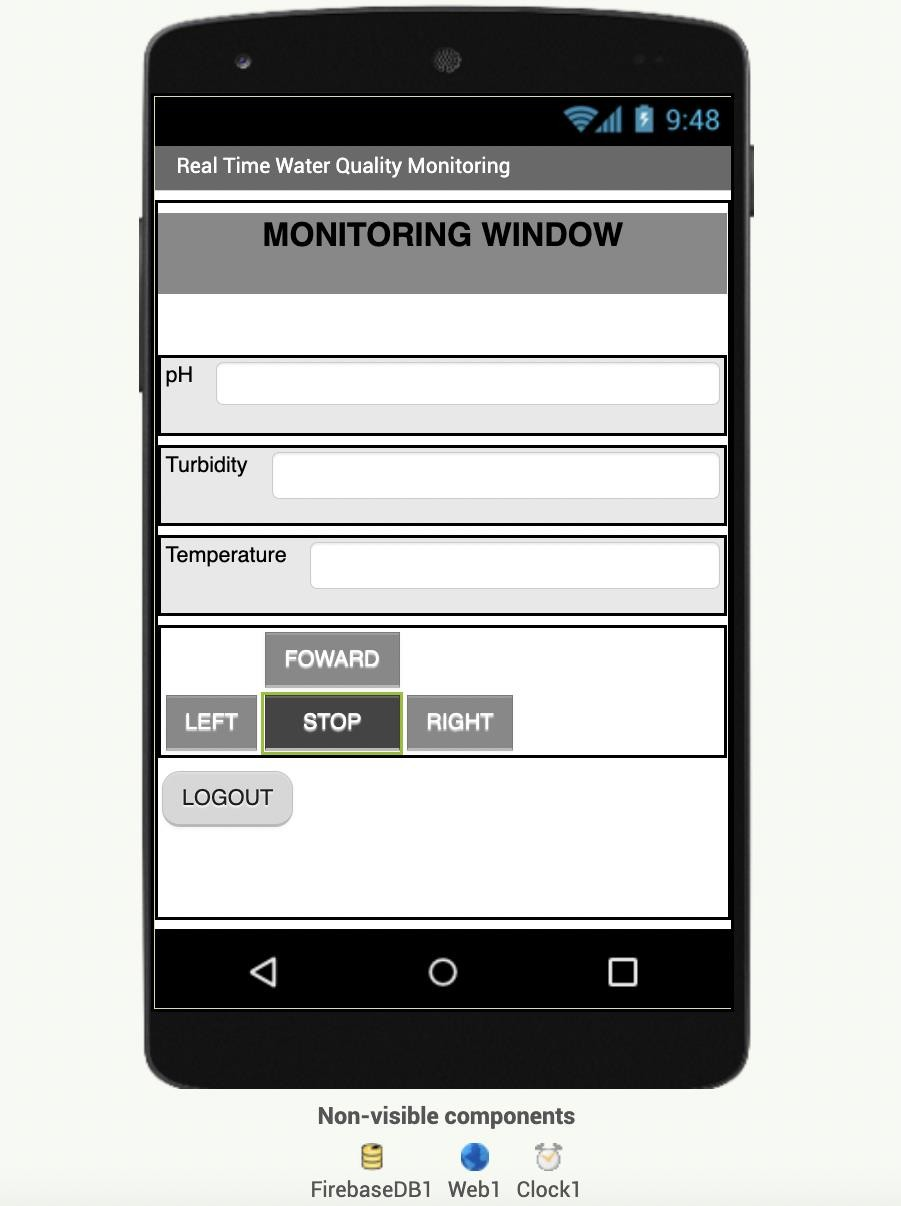 9:48
Real Time Water Quality Monitoring
MONITORING WINDOW
pH
Turbidity
Temperature
FOWARD
LEFT STOP RIGHT
LOGOUT
Non-visible components
FirebaseDB1 Web1 Clock1